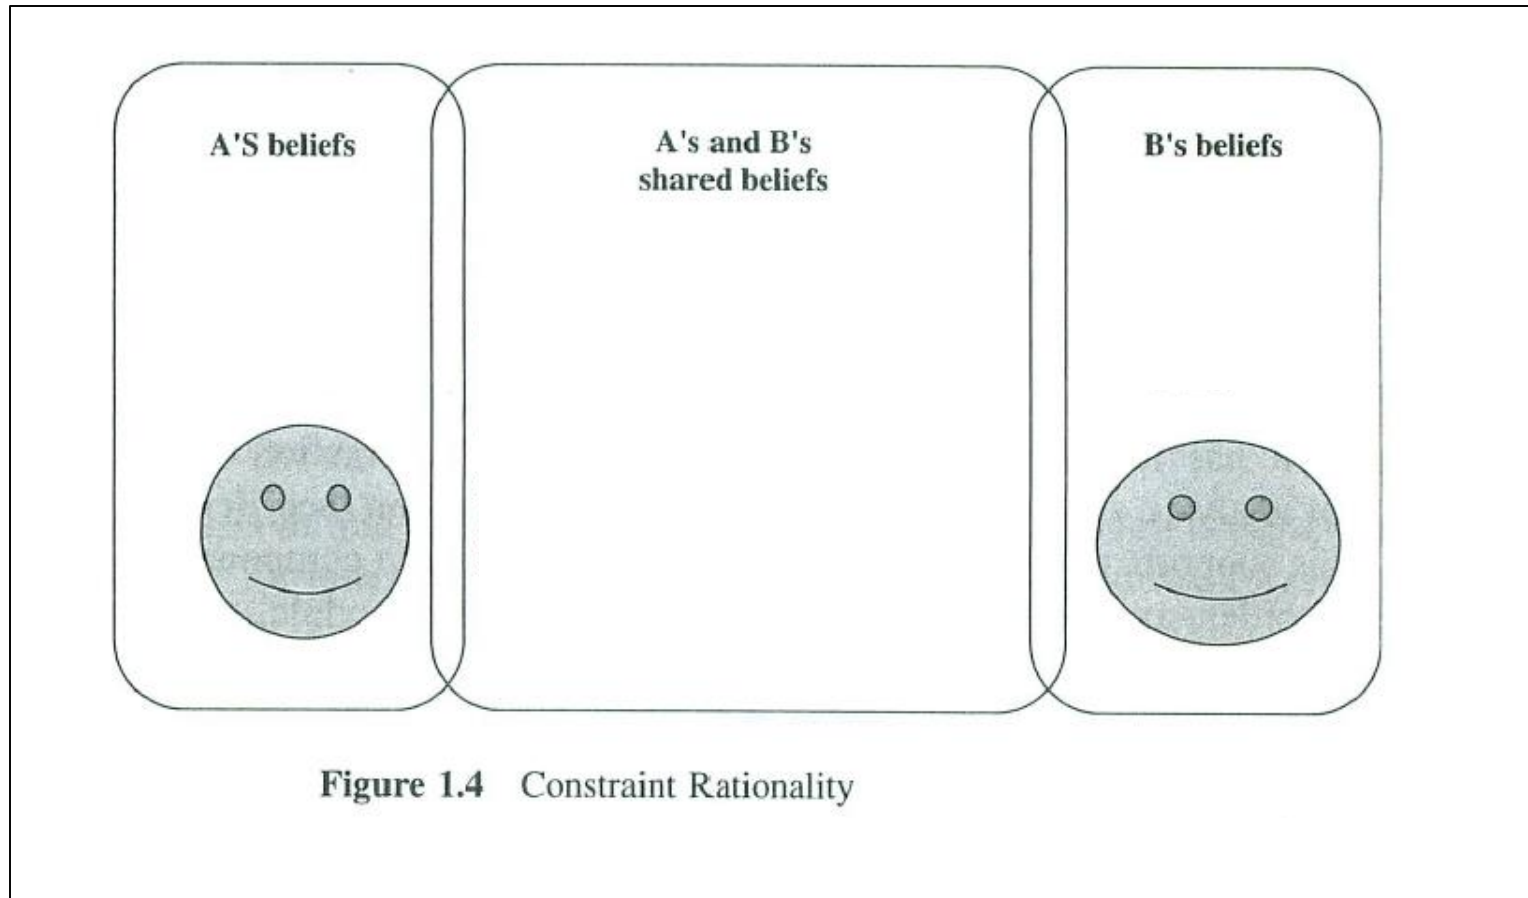 A'S beliefs
A's and B's
shared beliefs
B's beliefs
Figure 1.4 Constraint Rationality